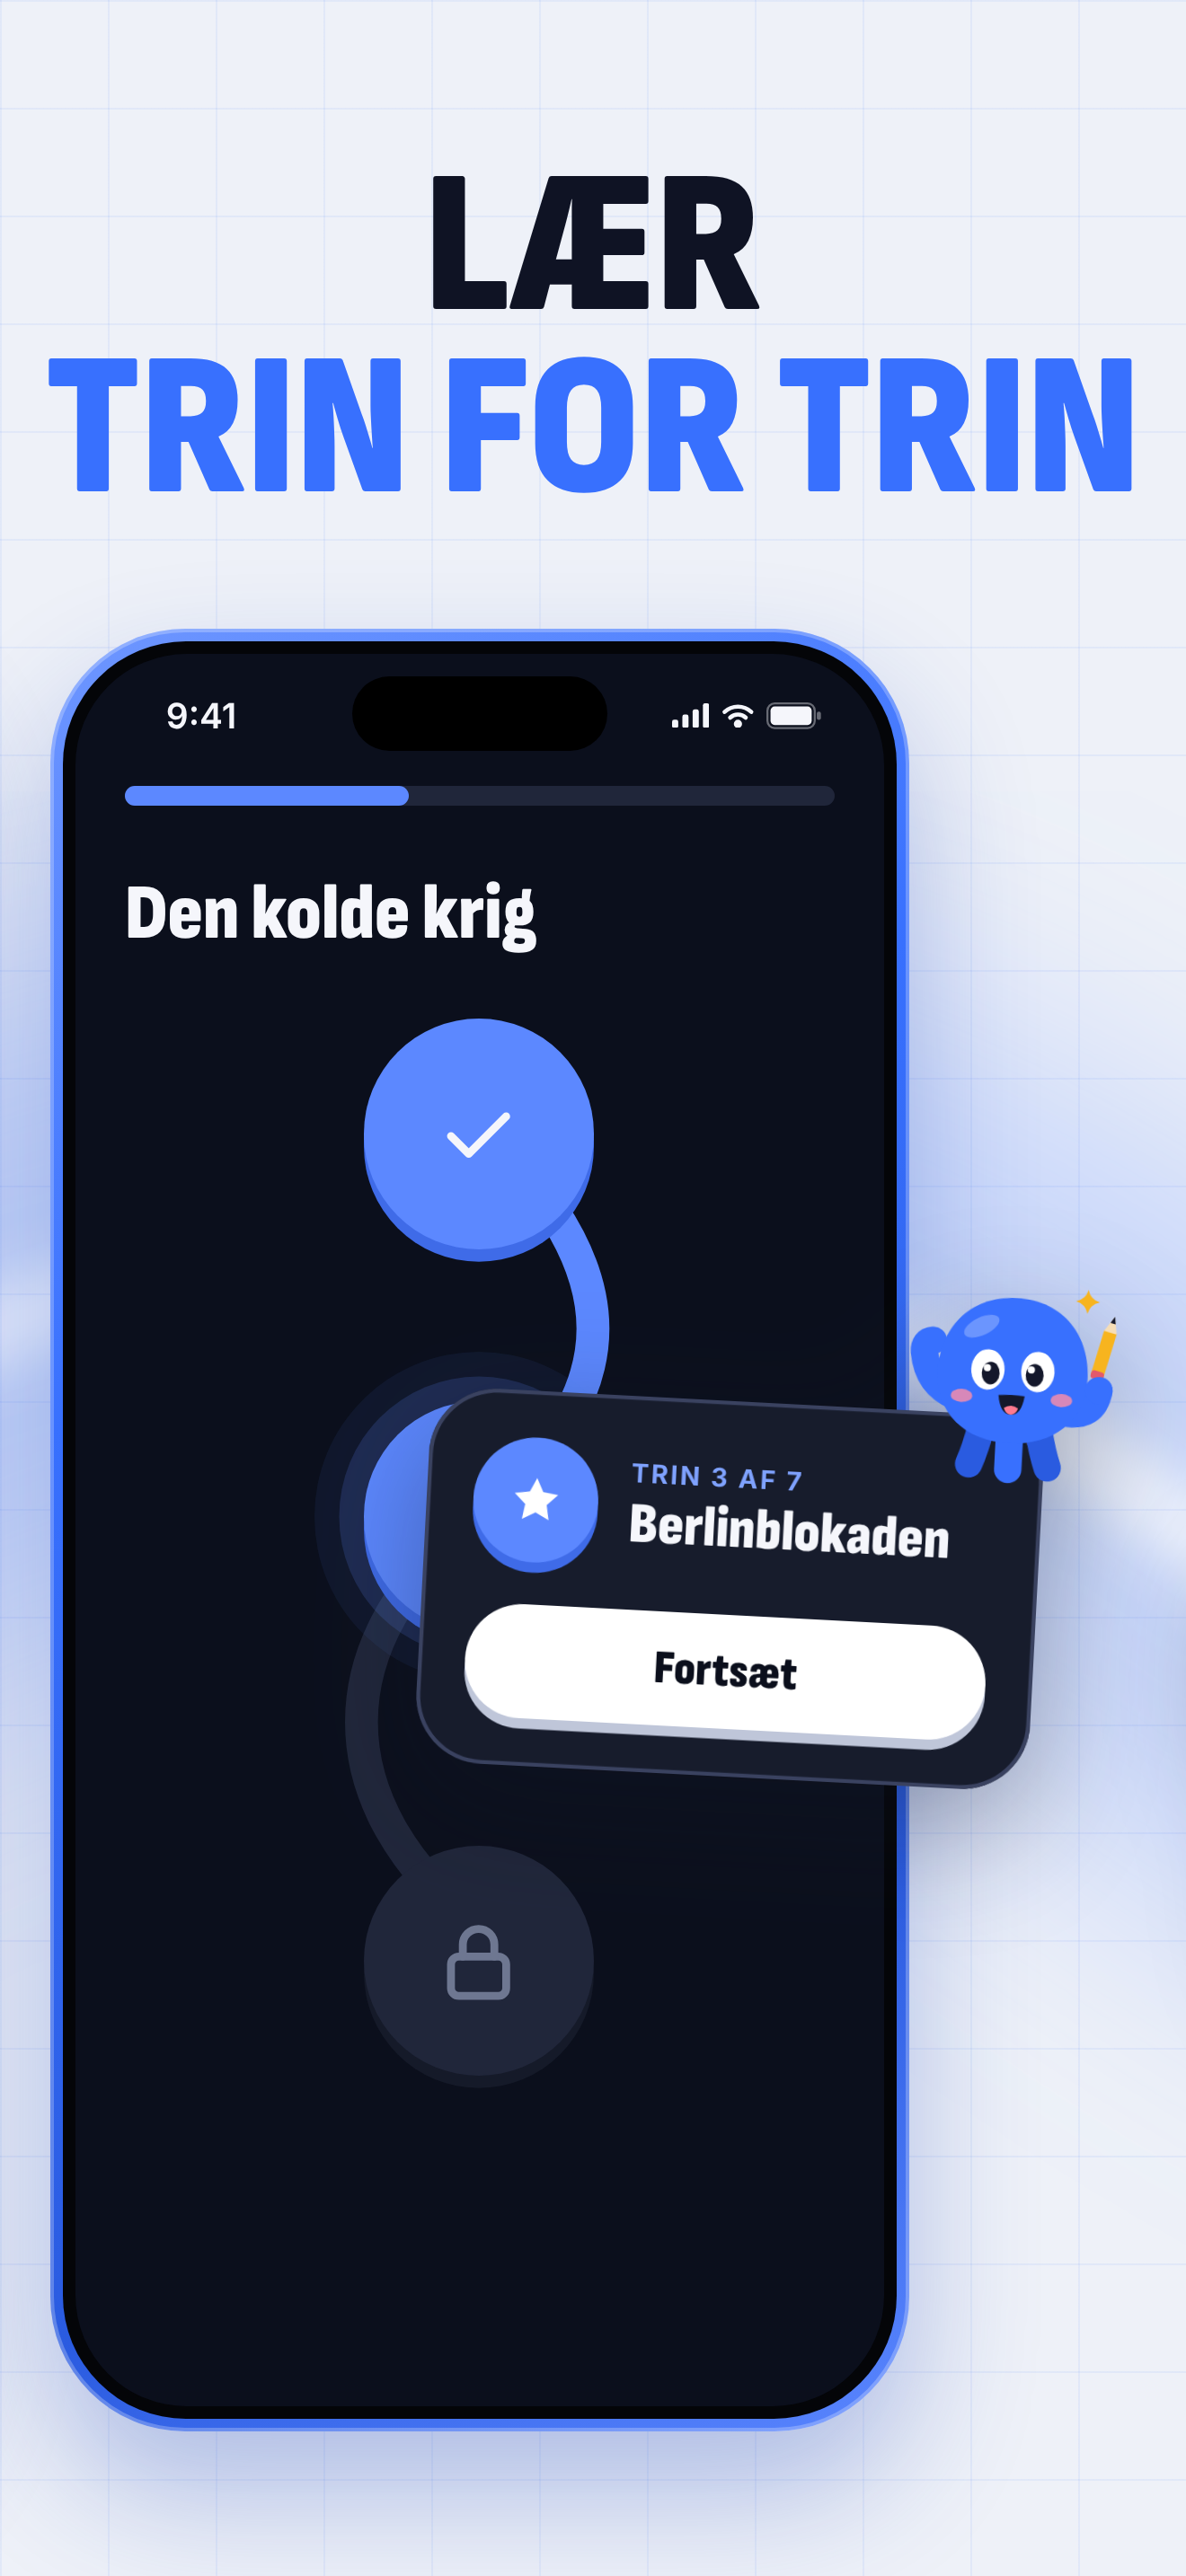 LÆR
TRIN FOR TRIN
9:41
Den kolde krig
TRIN 3 AF 7
Berlinblokaden
Fortsæt